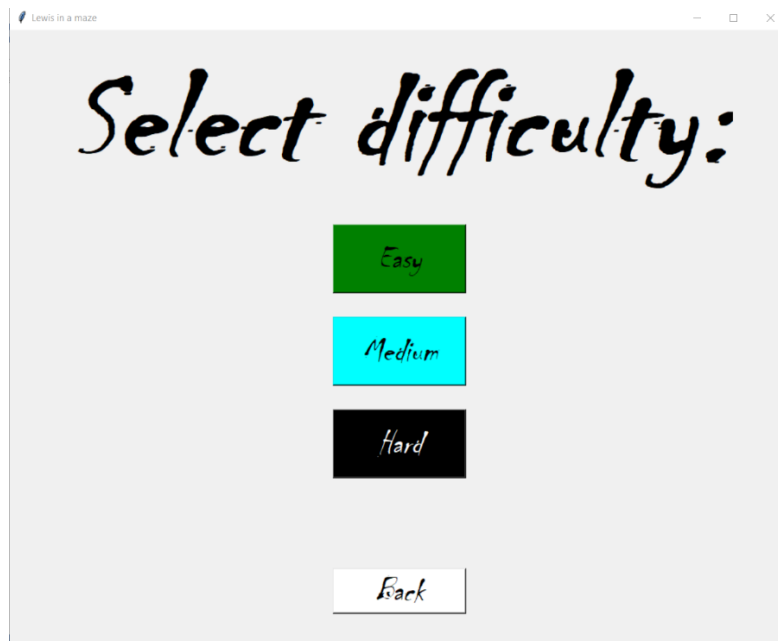 Lewis in a maze
Select difficulty:
Easy
Medium
Hard
Back